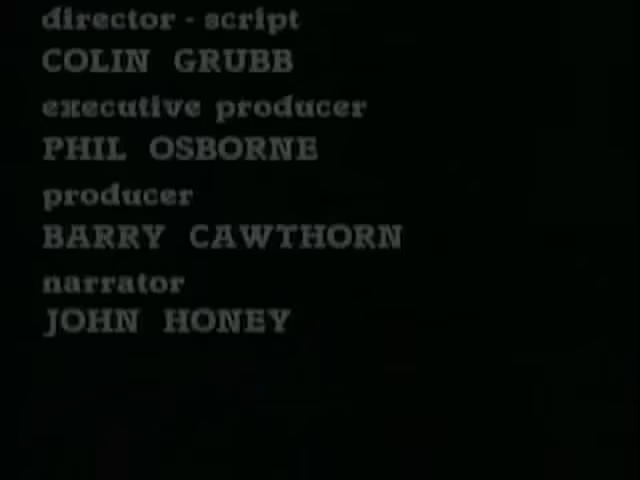 director - script
COLIN GRUBB
executive producer
PHIL OSBORNE
producer
BARRY CAWTHORN
narrator
JOHN HONEY